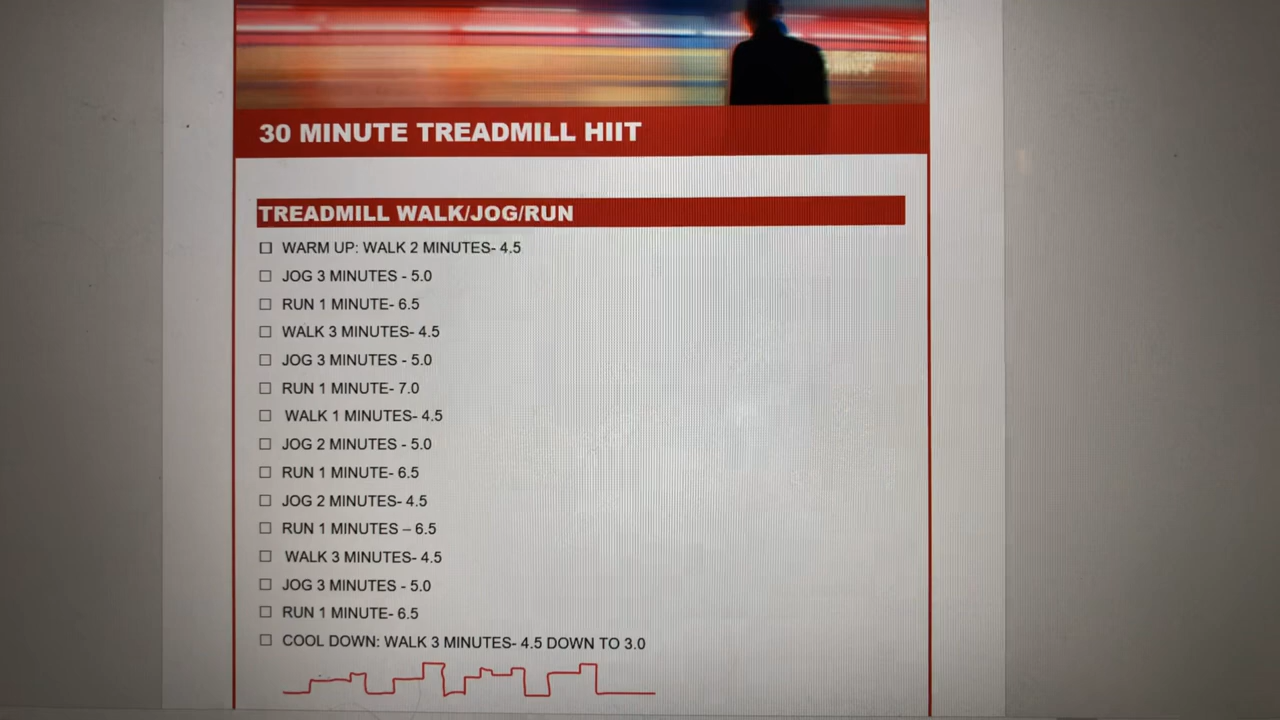 30 MINUTE TREADMILL HIIT
TREADMILL WALK/JOG/RUN
☐ WARM UP: WALK 2 MINUTES- 4.5
☐ JOG 3 MINUTES - 5.0
☐ RUN 1 MINUTE- 6.5
☐ WALK 3 MINUTES- 4.5
☐ JOG 3 MINUTES - 5.0
☐ RUN 1 MINUTE- 7.0
☐ WALK 1 MINUTES- 4.5
☐ JOG 2 MINUTES - 5.0
☐ RUN 1 MINUTE- 6.5
☐ JOG 2 MINUTES- 4.5
☐ RUN 1 MINUTES – 6.5
☐ WALK 3 MINUTES- 4.5
☐ JOG 3 MINUTES - 5.0
☐ RUN 1 MINUTE- 6.5
☐ COOL DOWN: WALK 3 MINUTES- 4.5 DOWN TO 3.0